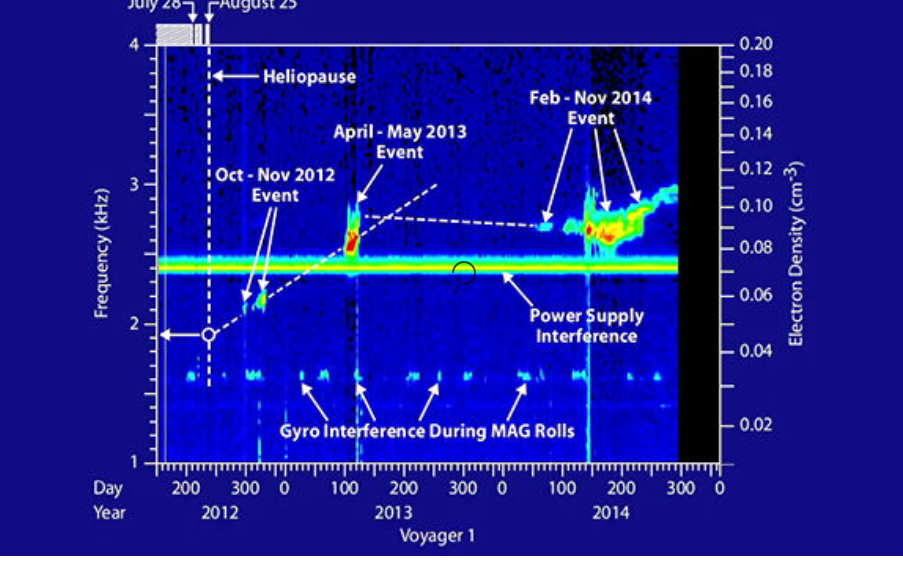 July 28
August 25
4
0.20
Heliopause
0.18
Feb - Nov 2014
Event
0.16
April - May 2013
Event
0.14
Oct - Nov 2012
Event
0.12
3
0.10
Frequency (kHz)
Electron Density (cm-3)
0.08
0.06
Power Supply
Interference
2
0.04
Gyro Interference During MAG Rolls
0.02
1
Day 200 300 0 100 200 300 0 100 200 300 0
Year 2012 2013 2014
Voyager 1